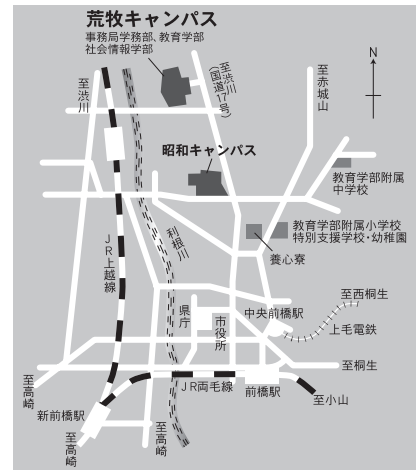 荒牧キャンパス
事務局学務部、教育学部
社会情報学部
至渋川
(国道17号)
至渋川
至赤城山
N
昭和キャンパス
教育学部附属
中学校
教育学部附属小学校
特別支援学校・幼稚園
養心寮
利根川
JR上越線
県庁
市役所
中央前橋駅
至西桐生
上毛電鉄
至桐生
JR両毛線
前橋駅
至小山
至高崎
新前橋駅
至高崎
至高崎